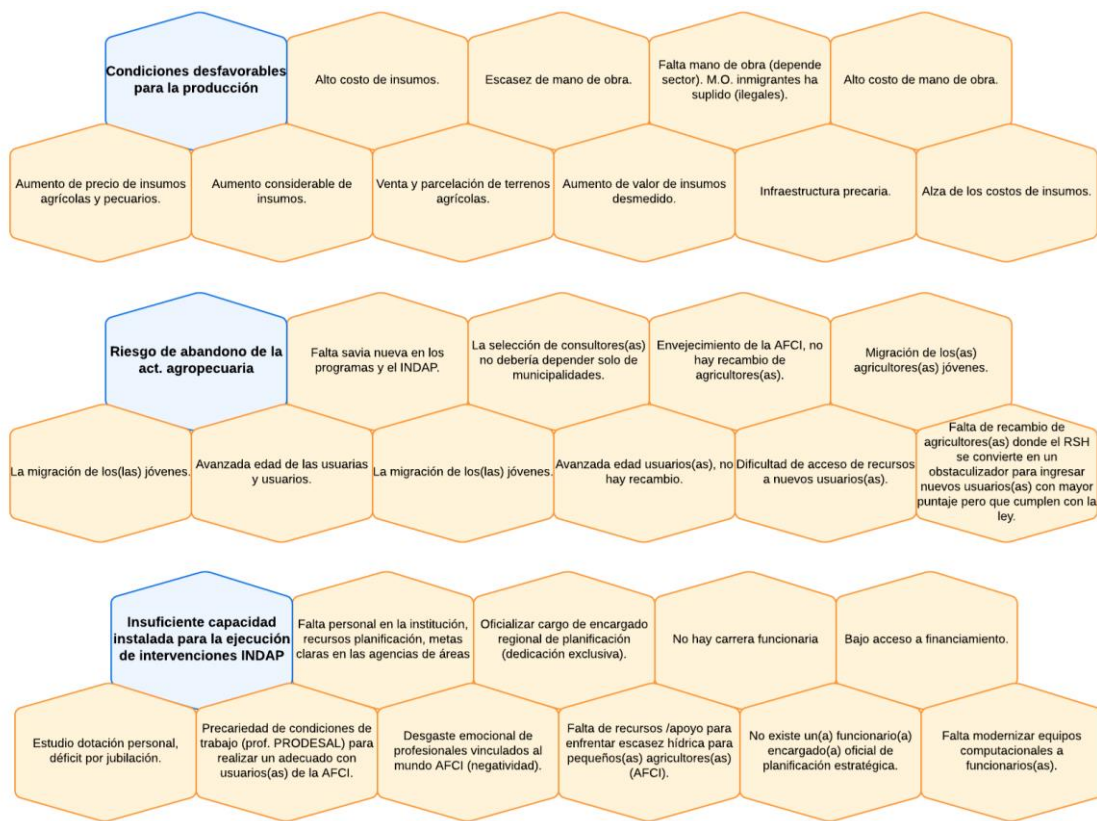 Condiciones desfavorables
para la producción
Alto costo de insumos.
Escasez de mano de obra.
Falta mano de obra (depende
sector). M.O. inmigrantes ha
suplido (ilegales).
Alto costo de mano de obra.
Aumento de precio de insumos
agrícolas y pecuarios.
Aumento considerable de
insumos.
Venta y parcelación de terrenos
agrícolas.
Aumento de valor de insumos
desmedido.
Infraestructura precaria.
Alza de los costos de insumos.
Riesgo de abandono de la
act. agropecuaria
Falta savia nueva en los
programas y el INDAP.
La selección de consultores(as)
no debería depender solo de
municipalidades.
Envejecimiento de la AFCI, no
hay recambio de
agricultores(as).
Migración de los(as)
agricultores(as) jóvenes.
La migración de los(las) jóvenes.
Avanzada edad de las usuarias
y usuarios.
La migración de los(las) jóvenes.
Avanzada edad usuarios(as), no
hay recambio.
Dificultad de acceso de recursos
a nuevos usuarios(as).
Falta de recambio de
agricultores(as) donde el RSH
se convierte en un
obstaculizador para ingresar
nuevos usuarios(as) con mayor
puntaje pero que cumplen con la
ley.
Insuficiente capacidad
instalada para la ejecución
de intervenciones INDAP
Falta personal en la institución,
recursos planificación, metas
claras en las agencias de áreas
Oficializar cargo de encargado
regional de planificación
(dedicación exclusiva).
No hay carrera funcionaria
Bajo acceso a financiamiento.
Estudio dotación personal,
déficit por jubilación.
Precariedad de condiciones de
trabajo (prof. PRODESAL) para
realizar un adecuado con
usuarios(as) de la AFCI.
Desgaste emocional de
profesionales vinculados al
mundo AFCI (negatividad).
Falta de recursos /apoyo para
enfrentar escasez hídrica para
pequeños(as) agricultores(as)
(AFCI).
No existe un(a) funcionario(a)
encargado(a) oficial de
planificación estratégica.
Falta modernizar equipos
computacionales a
funcionarios(as).